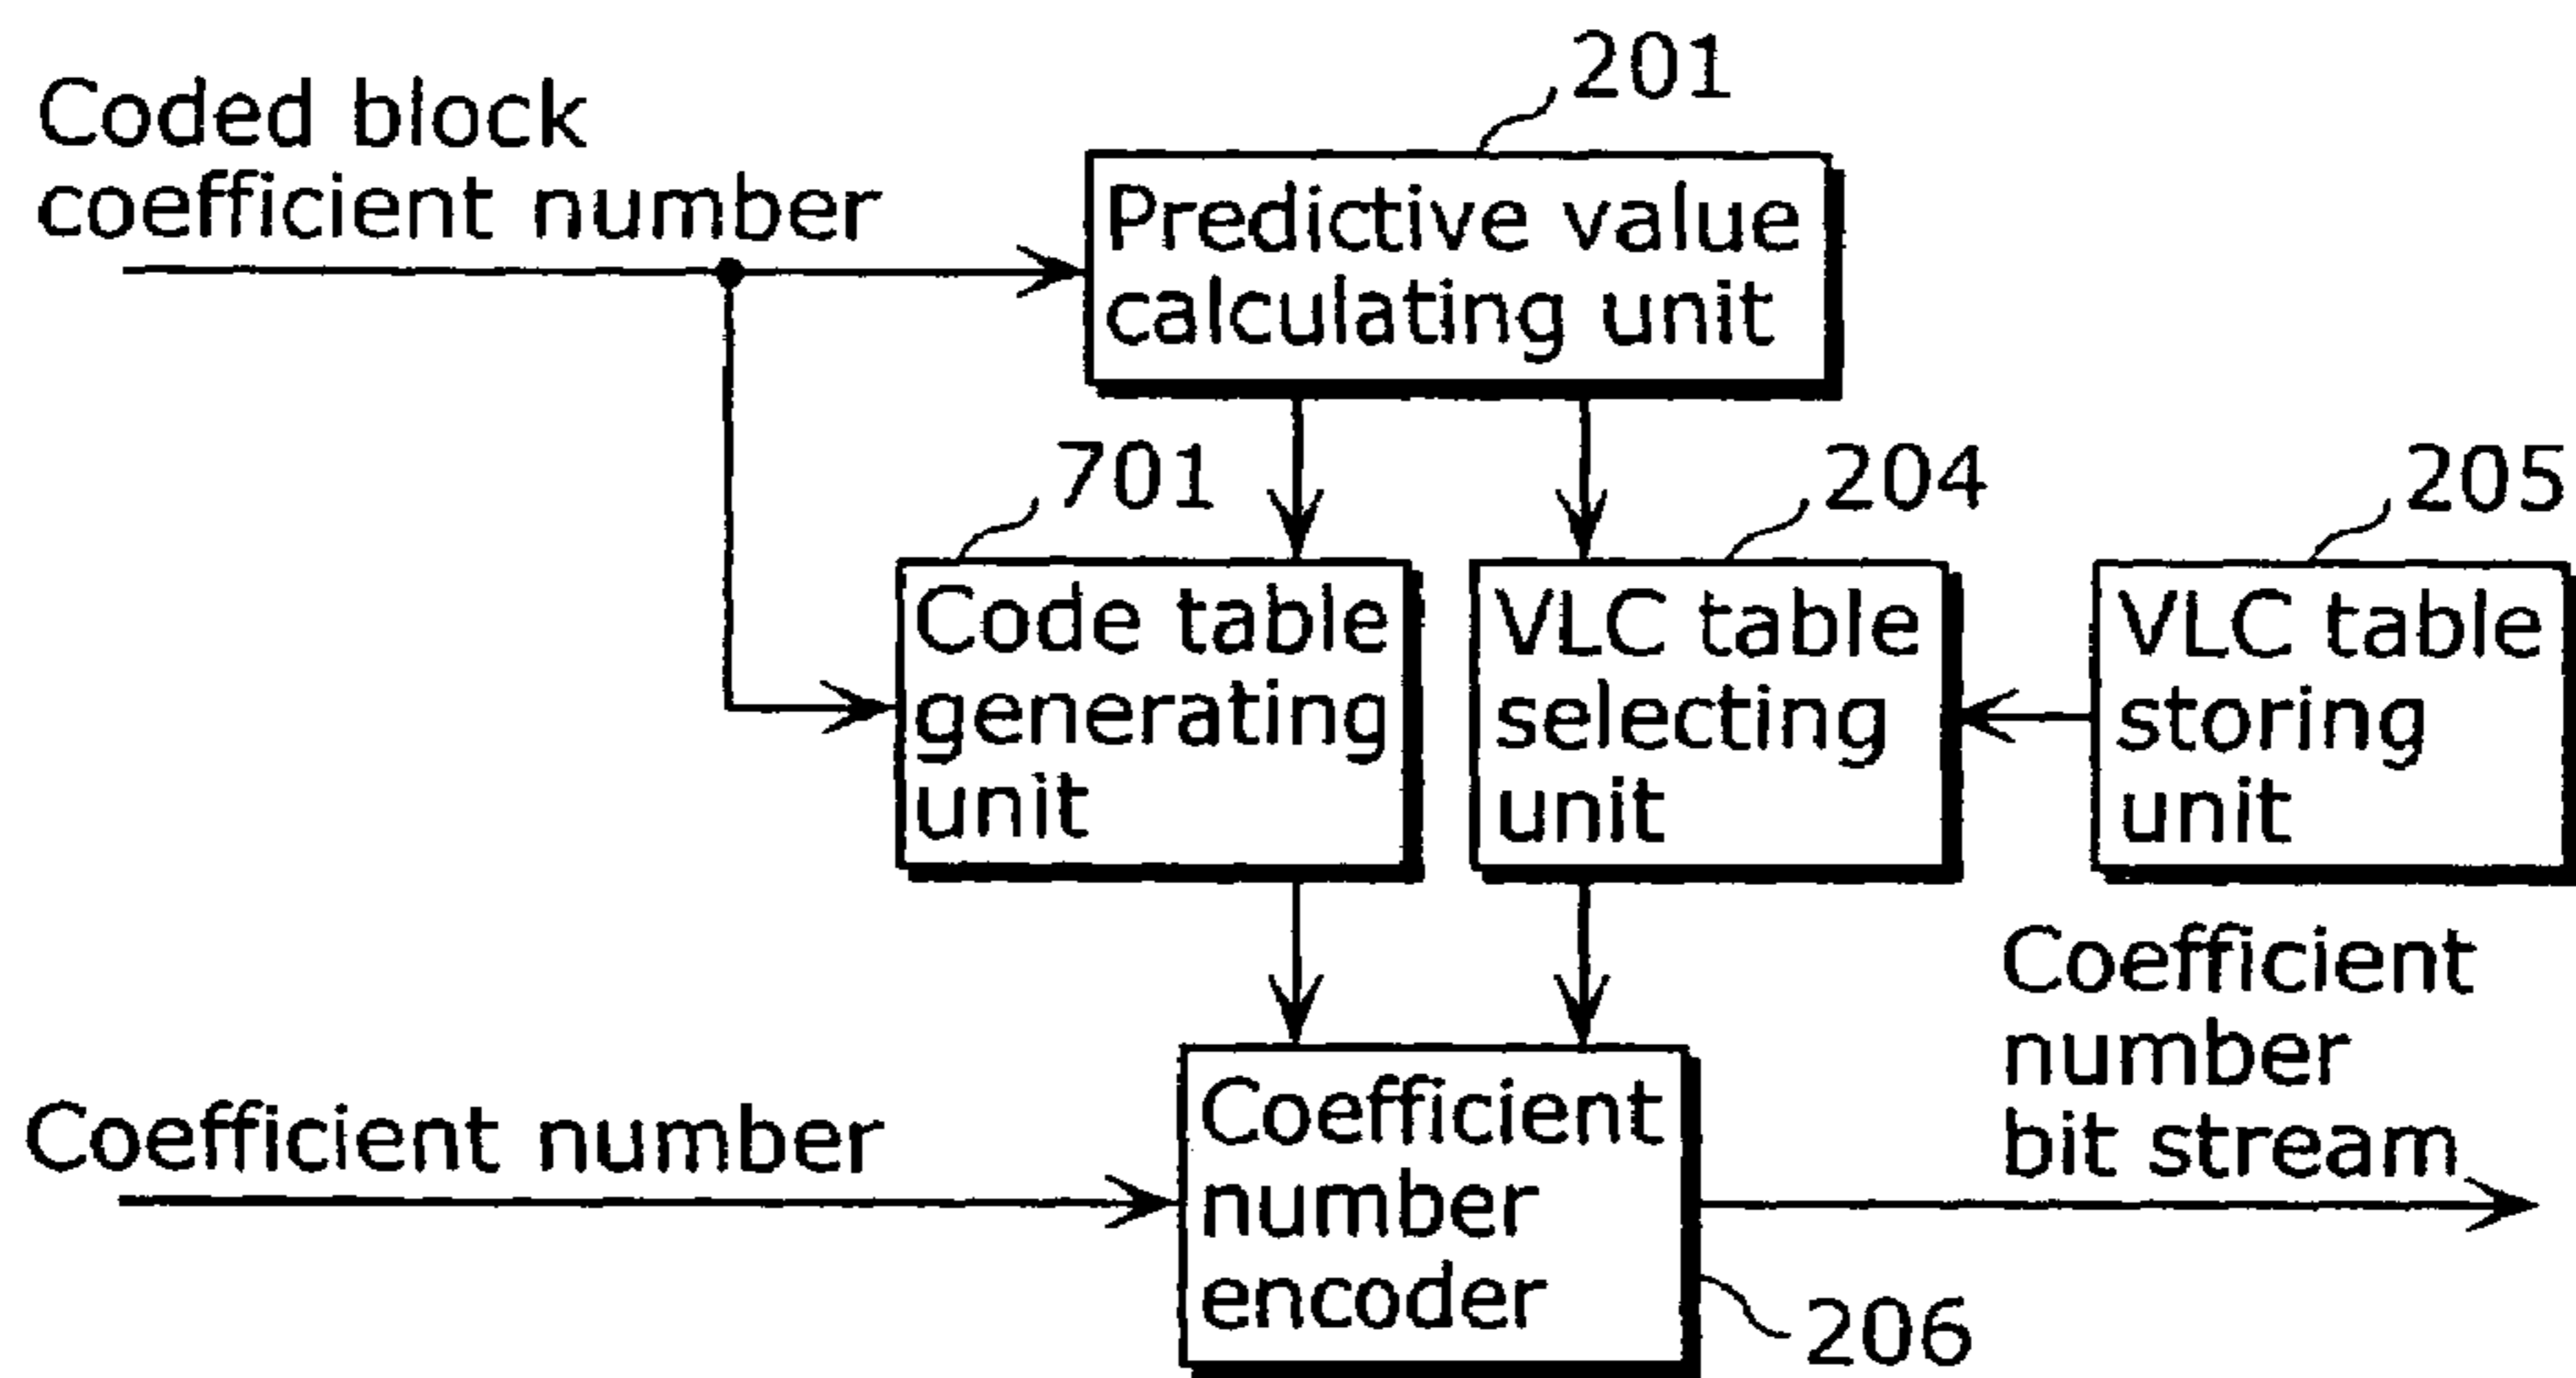 201
Coded block
coefficient number
Predictive value
calculating unit
701
204
205
Code table
generating
unit
VLC table
selecting
unit
VLC table
storing
unit
Coefficient
number
bit stream
Coefficient number
Coefficient
number
encoder
206